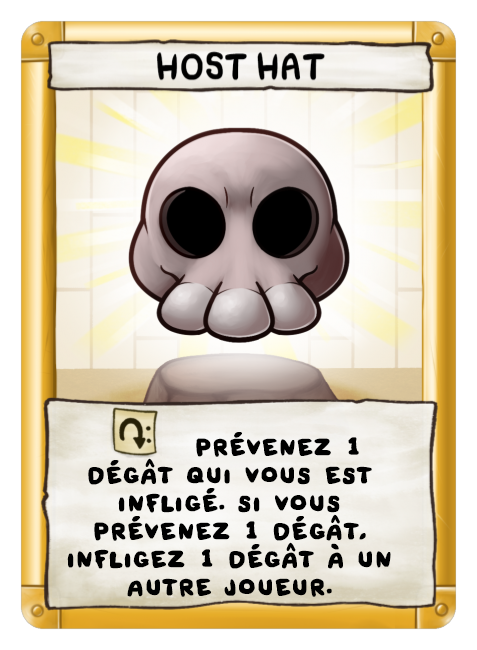 HOST HAT
: PRÉVENEZ 1
DÉGÂT QUI VOUS EST
INFLIGÉ. SI VOUS
PRÉVENEZ 1 DÉGÂT,
INFLIGEZ 1 DÉGÂT À UN
AUTRE JOUEUR.